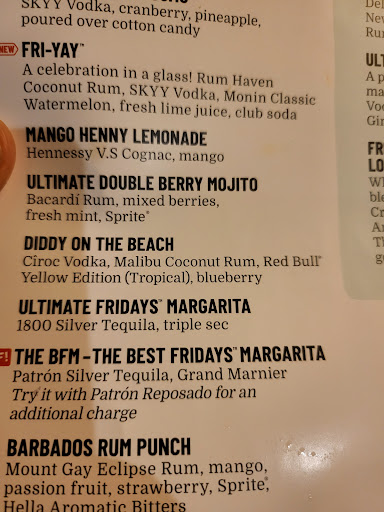 SKYY Vodka, cranberry, pineapple,
poured over cotton candy
NEW FRI-YAY™
A celebration in a glass! Rum Haven
Coconut Rum, SKYY Vodka, Monin Classic
Watermelon, fresh lime juice, club soda
MANGO HENNY LEMONADE
Hennessy V.S Cognac, mango
ULTIMATE DOUBLE BERRY MOJITO
Bacardí Rum, mixed berries,
fresh mint, Sprite®
DIDDY ON THE BEACH
Cîroc Vodka, Malibu Coconut Rum, Red Bull®
Yellow Edition (Tropical), blueberry
ULTIMATE FRIDAYS™ MARGARITA
1800 Silver Tequila, triple sec
F! THE BFM – THE BEST FRIDAYS™ MARGARITA
Patrón Silver Tequila, Grand Marnier
Try it with Patrón Reposado for an
additional charge
BARBADOS RUM PUNCH
Mount Gay Eclipse Rum, mango,
passion fruit, strawberry, Sprite®,
Hella Aromatic Bitters